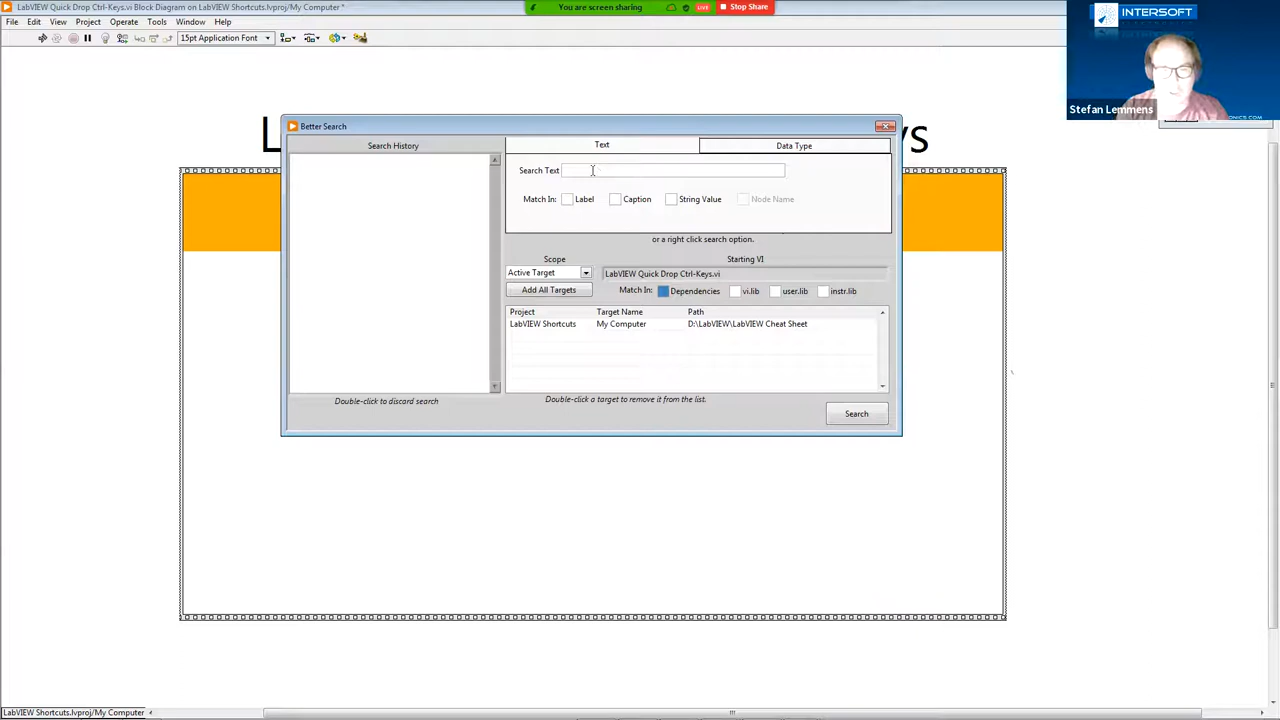 LabVIEW Quick Drop Ctrl-Keys.vi Block Diagram on LabVIEW Shortcuts.lvproj/My Computer *
You are screen sharing
LIVE
Stop Share
File Edit View Project Operate Tools Window Help
15pt Application Font
INTERSOFT
Stefan Lemmens
Better Search
Search History
Text
Data Type
Search Text
Match In: Label Caption String Value Node Name
or a right click search option.
Scope
Starting VI
Active Target
LabVIEW Quick Drop Ctrl-Keys.vi
Add All Targets
Match In: Dependencies vi.lib user.lib instr.lib
Project Target Name Path
LabVIEW Shortcuts My Computer D:\LabVIEW\LabVIEW Cheat Sheet
Double-click to discard search
Double-click a target to remove it from the list.
Search
LabVIEW Shortcuts.lvproj/My Computer